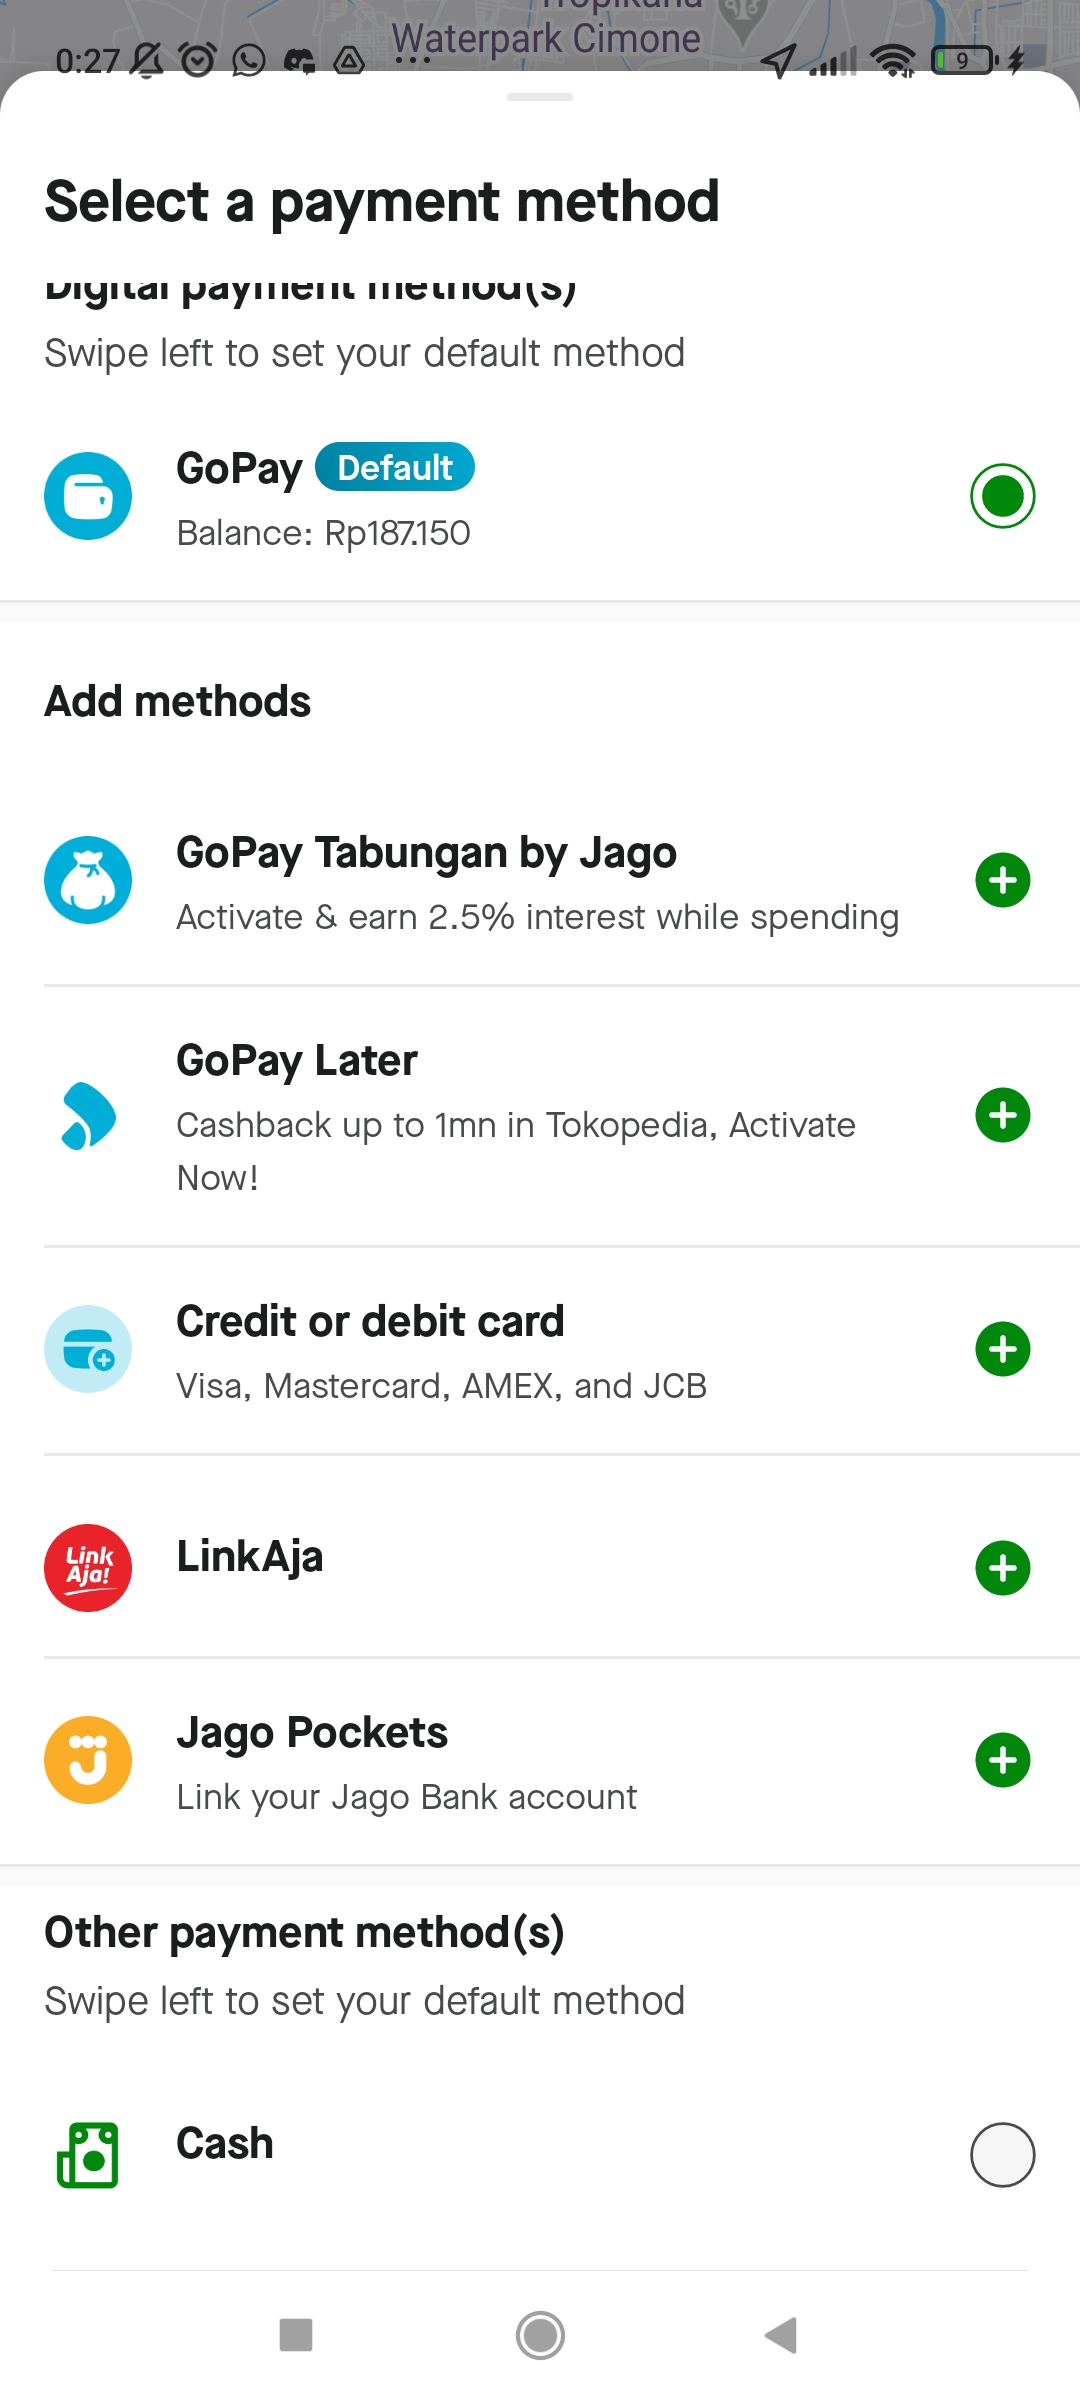 Tropikana
Waterpark Cimone
0:27
9
Select a payment method
Digital payment method(s)
Swipe left to set your default method
GoPay Default
Balance: Rp187.150
Add methods
GoPay Tabungan by Jago
Activate & earn 2.5% interest while spending
GoPay Later
Cashback up to 1mn in Tokopedia, Activate
Now!
Credit or debit card
Visa, Mastercard, AMEX, and JCB
Link
Aja!
LinkAja
Jago Pockets
Link your Jago Bank account
Other payment method(s)
Swipe left to set your default method
Cash